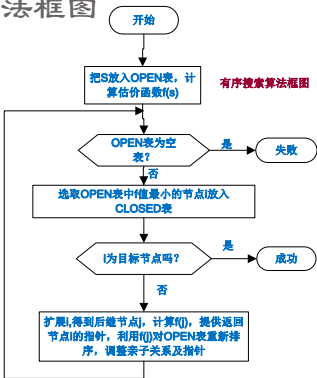 法框图
开始
把S放入OPEN表，计
算估价函数f(s)
有序搜索算法框图
OPEN表为空
表？
是
失败
否
选取OPEN表中f值最小的节点i放入
CLOSED表
i为目标节点吗？
是
成功
否
扩展i,得到后继节点j，计算f(j)，提供返回
节点i的指针，利用f(j)对OPEN表重新排
序，调整亲子关系及指针